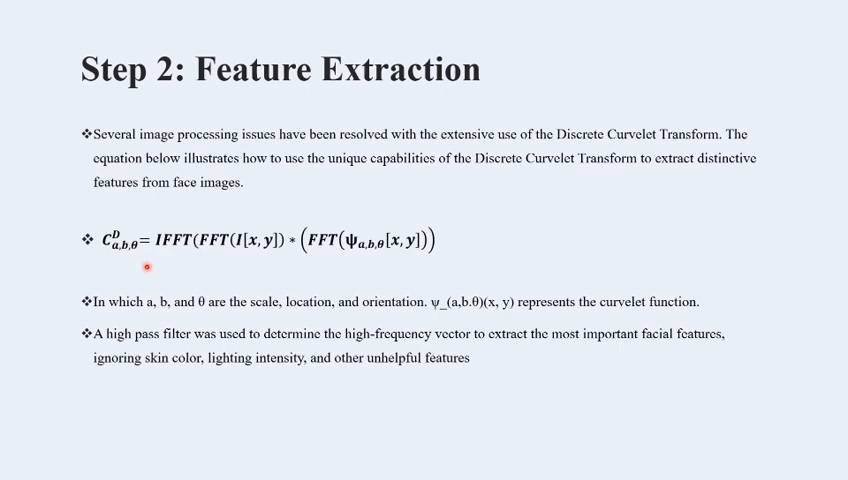 Step 2: Feature Extraction
❖Several image processing issues have been resolved with the extensive use of the Discrete Curvelet Transform. The
equation below illustrates how to use the unique capabilities of the Discrete Curvelet Transform to extract distinctive
features from face images.
❖ C^D_{a,b,θ}= IFFT(FFT(I[x, y]) ∗ (FFT(ψ_{a,b,θ}[x, y])))
❖In which a, b, and θ are the scale, location, and orientation. ψ_(a,b.θ)(x, y) represents the curvelet function.
❖A high pass filter was used to determine the high-frequency vector to extract the most important facial features,
ignoring skin color, lighting intensity, and other unhelpful features